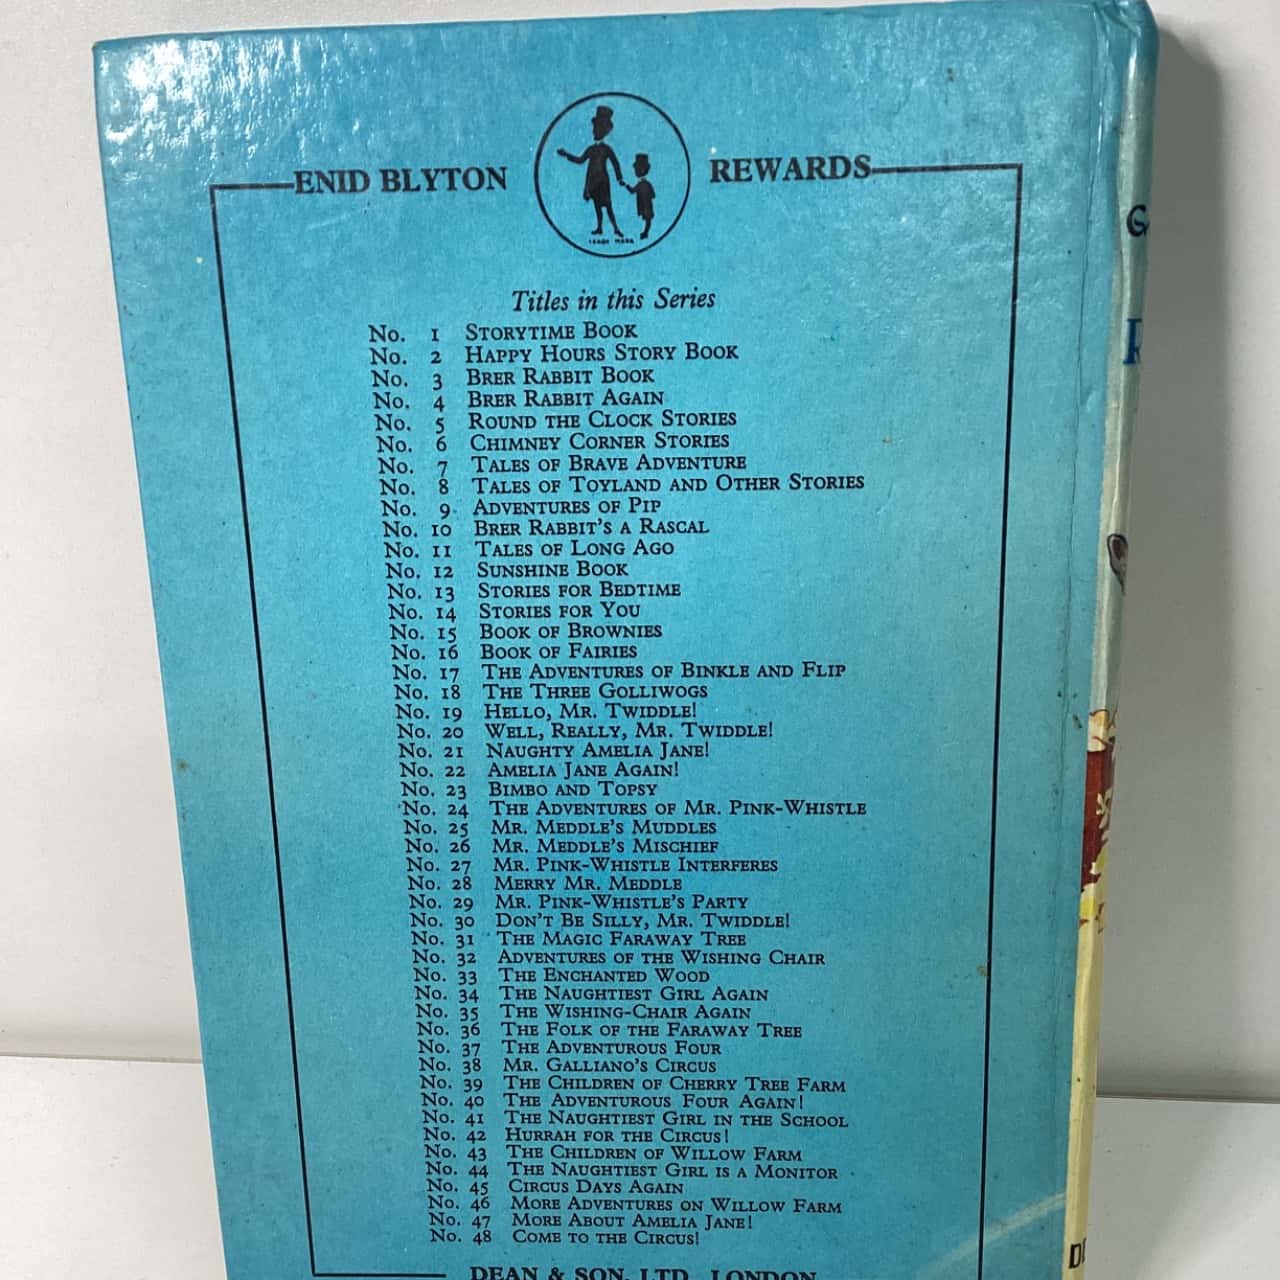 ENID BLYTON REWARDS
TRADE MARK
Titles in this Series
No. 1 STORYTIME BOOK
No. 2 HAPPY HOURS STORY BOOK
No. 3 BRER RABBIT BOOK
No. 4 BRER RABBIT AGAIN
No. 5 ROUND THE CLOCK STORIES
No. 6 CHIMNEY CORNER STORIES
No. 7 TALES OF BRAVE ADVENTURE
No. 8 TALES OF TOYLAND AND OTHER STORIES
No. 9 ADVENTURES OF PIP
No. 10 BRER RABBIT'S A RASCAL
No. 11 TALES OF LONG AGO
No. 12 SUNSHINE BOOK
No. 13 STORIES FOR BEDTIME
No. 14 STORIES FOR YOU
No. 15 BOOK OF BROWNIES
No. 16 BOOK OF FAIRIES
No. 17 THE ADVENTURES OF BINKLE AND FLIP
No. 18 THE THREE GOLLIWOGS
No. 19 HELLO, MR. TWIDDLE!
No. 20 WELL, REALLY, MR. TWIDDLE!
No. 21 NAUGHTY AMELIA JANE!
No. 22 AMELIA JANE AGAIN!
No. 23 BIMBO AND TOPSY
No. 24 THE ADVENTURES OF MR. PINK-WHISTLE
No. 25 MR. MEDDLE'S MUDDLES
No. 26 MR. MEDDLE'S MISCHIEF
No. 27 MR. PINK-WHISTLE INTERFERES
No. 28 MERRY MR. MEDDLE
No. 29 MR. PINK-WHISTLE'S PARTY
No. 30 DON'T BE SILLY, MR. TWIDDLE!
No. 31 THE MAGIC FARAWAY TREE
No. 32 ADVENTURES OF THE WISHING CHAIR
No. 33 THE ENCHANTED WOOD
No. 34 THE NAUGHTIEST GIRL AGAIN
No. 35 THE WISHING-CHAIR AGAIN
No. 36 THE FOLK OF THE FARAWAY TREE
No. 37 THE ADVENTUROUS FOUR
No. 38 MR. GALLIANO'S CIRCUS
No. 39 THE CHILDREN OF CHERRY TREE FARM
No. 40 THE ADVENTUROUS FOUR AGAIN!
No. 41 THE NAUGHTIEST GIRL IN THE SCHOOL
No. 42 HURRAH FOR THE CIRCUS!
No. 43 THE CHILDREN OF WILLOW FARM
No. 44 THE NAUGHTIEST GIRL IS A MONITOR
No. 45 CIRCUS DAYS AGAIN
No. 46 MORE ADVENTURES ON WILLOW FARM
No. 47 MORE ABOUT AMELIA JANE!
No. 48 COME TO THE CIRCUS!
DEAN & SON, LTD., LONDON